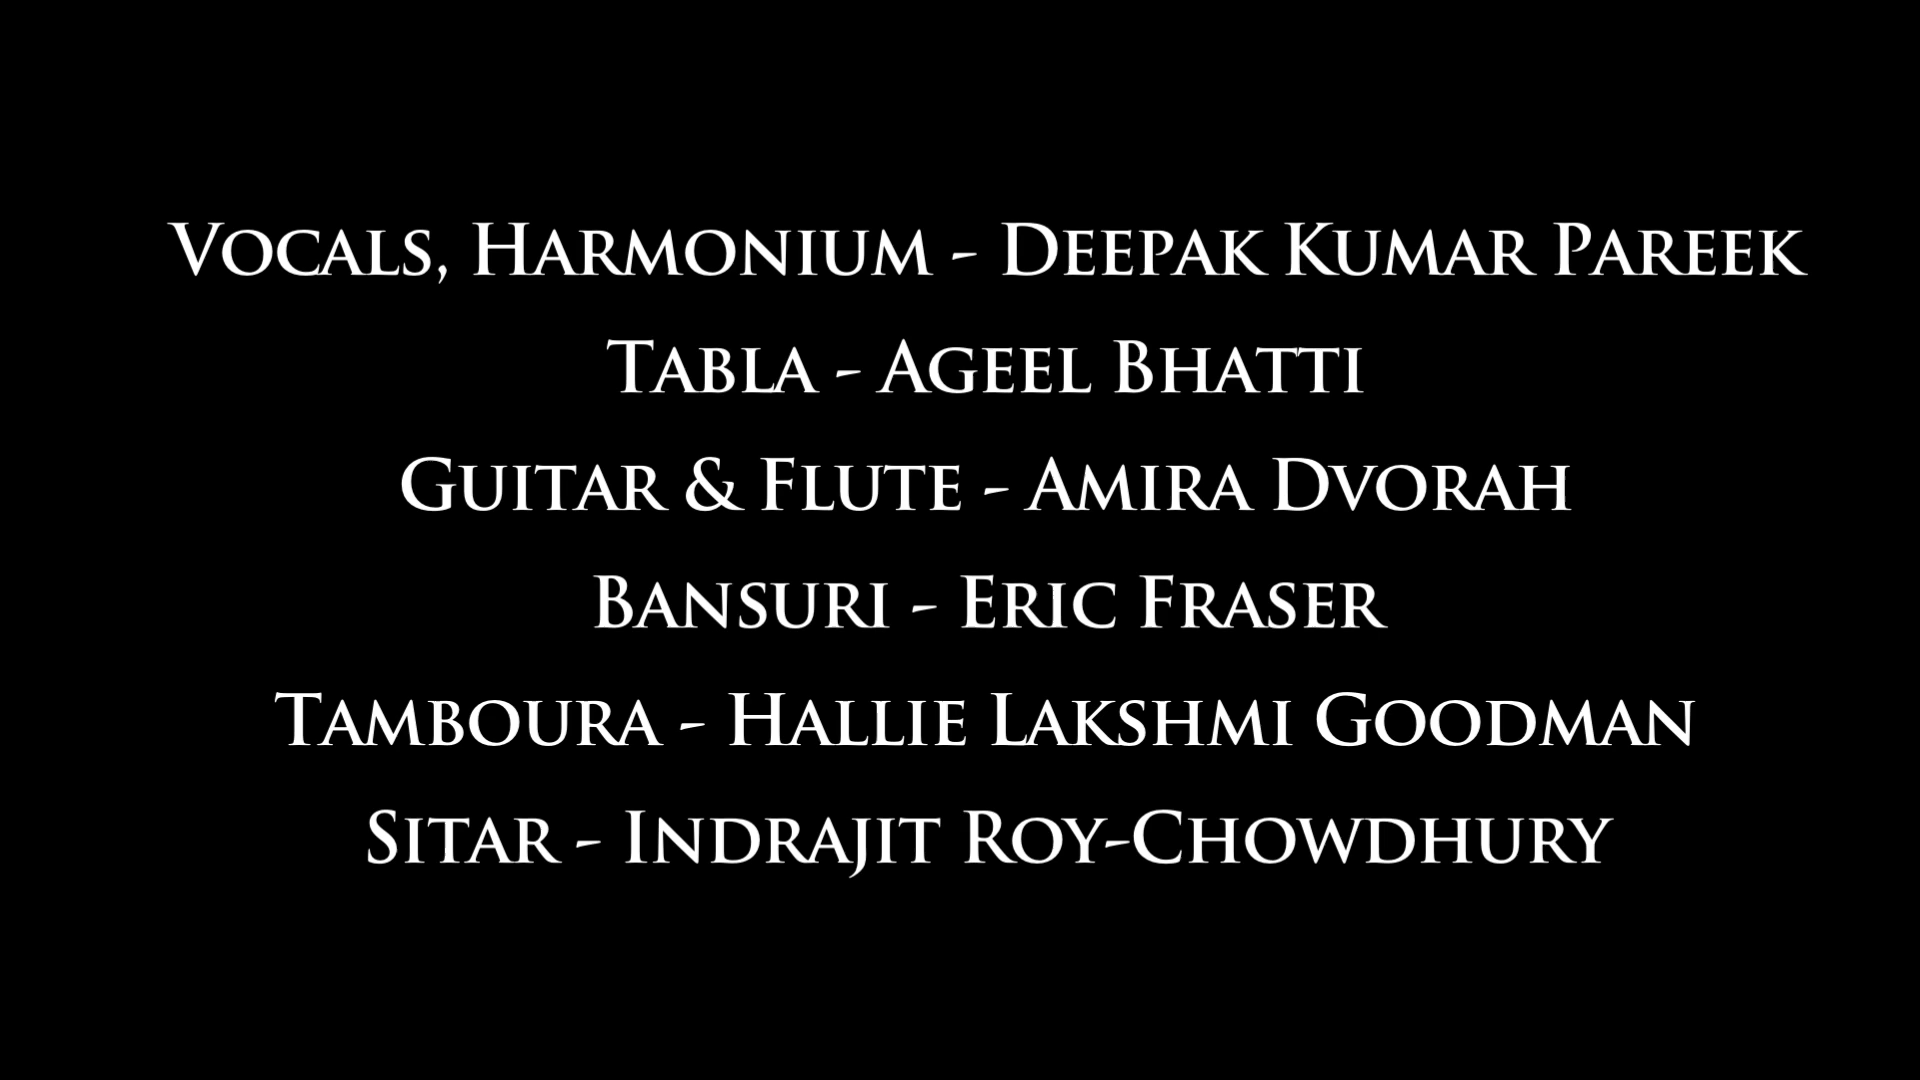 Vocals, Harmonium - Deepak Kumar Pareek
Tabla - Ageel Bhatti
Guitar & Flute - Amira Dvorah
Bansuri - Eric Fraser
Tamboura - Hallie Lakshmi Goodman
Sitar - Indrajit Roy-Chowdhury